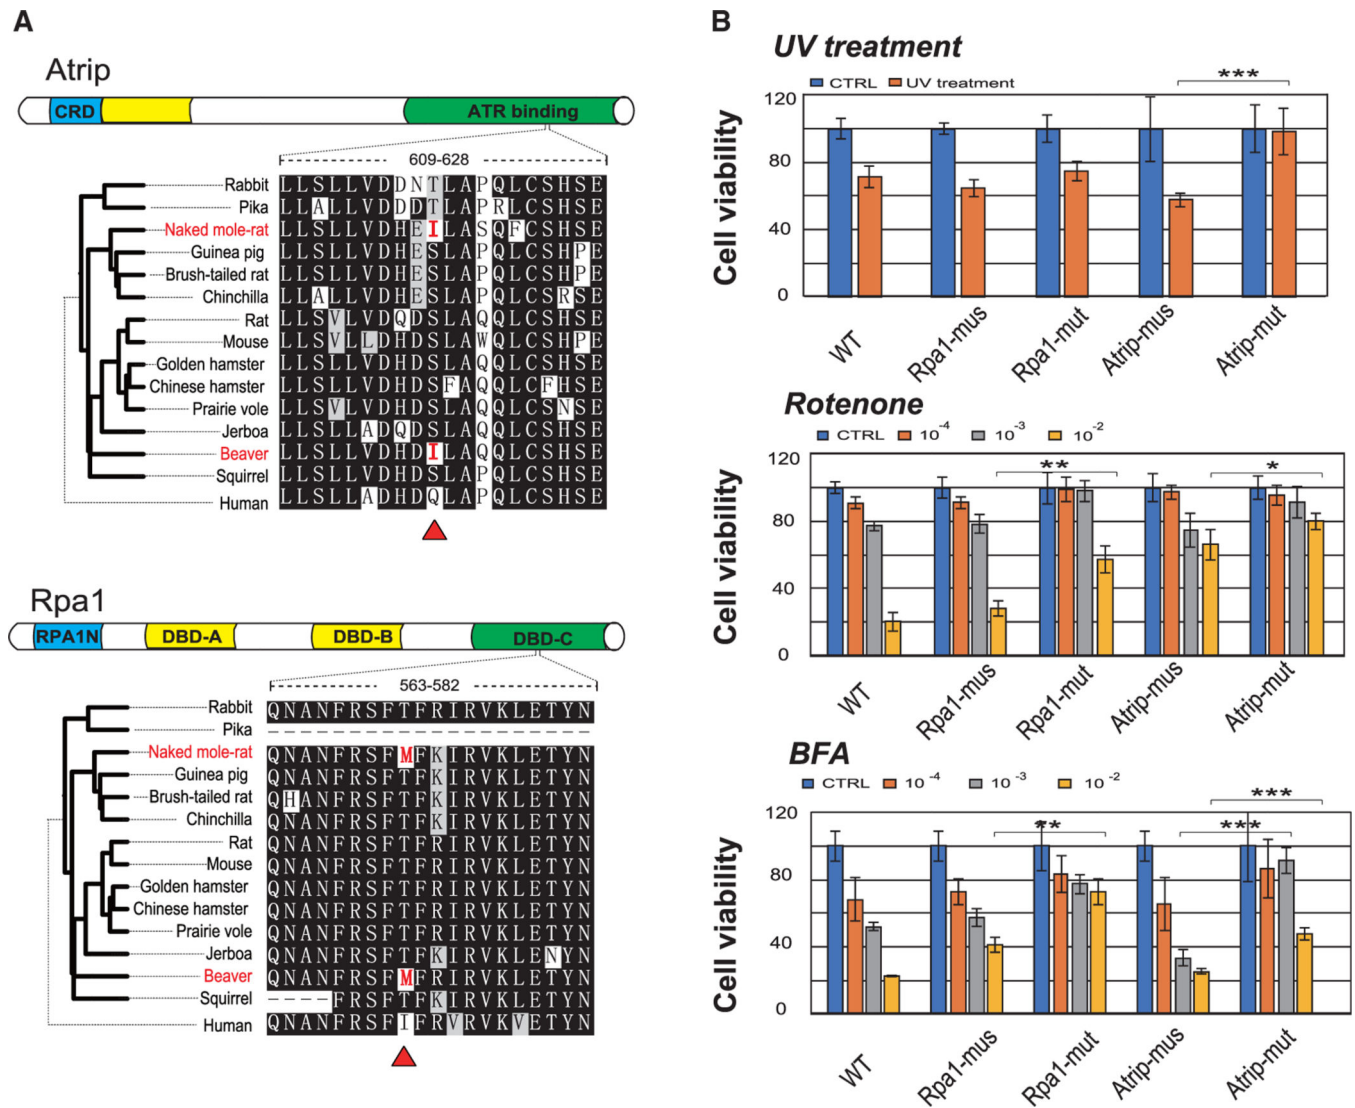 A
Atrip
CRD
ATR binding
609-628
Rabbit LLSLLVDDNTLAPQLCSHSE
Pika LLALLVDDDTLAPRLCSHSE
Naked mole-rat LLSLLVDHEILASQFCSHSE
Guinea pig LLSLLVDHESLAPQLCSHPE
Brush-tailed rat LLSLLVDHESLAPQLCSHPE
Chinchilla LLALLVDHESLAPQLCSRSE
Rat LLSVLVDQDSLAQQLCSHSE
Mouse LLSVLLDHDSLAWQLCSHPE
Golden hamster LLSLLVDHDSLAQQLCSHSE
Chinese hamster LLSLLVDHDSFAQQLCFHSE
Prairie vole LLSVLVDHDSLAQQLCSNSE
Jerboa LLSLLADQDSLAQQLCSHSE
Beaver LLSLLVDHDILAQQLCSHSE
Squirrel LLSLLVDHDSLAPQLCSHSE
Human LLSLLADHDQLAPQLCSHSE
Rpa1
RPA1N
DBD-A
DBD-B
DBD-C
563-582
Rabbit QNANFRSFTFRIRVKLETYN
Pika --------------------
Naked mole-rat QNANFRSFMFKIRVKLETYN
Guinea pig QNANFRSFTFKIRVKLETYN
Brush-tailed rat QHANFRSFTFKIRVKLETYN
Chinchilla QNANFRSFTFKIRVKLETYN
Rat QNANFRSFTFRIRVKLETYN
Mouse QNANFRSFTFRIRVKLETYN
Golden hamster QNANFRSFTFRIRVKLETYN
Chinese hamster QNANFRSFTFRIRVKLETYN
Prairie vole QNANFRSFTFRIRVKLETYN
Jerboa QNANFRSFTFKIRVKLENYN
Beaver QNANFRSFMFRIRVKLETYN
Squirrel ----FRSFTFKIRVKLETYN
Human QNANFRSFIFRVRVKVETYN
B
UV treatment
CTRL UV treatment
***
Cell viability
120
80
40
0
WT Rpa1-mus Rpa1-mut Atrip-mus Atrip-mut
Rotenone
CTRL 10-4 10-3 10-2
** *
Cell viability
120
80
40
0
WT Rpa1-mus Rpa1-mut Atrip-mus Atrip-mut
BFA
CTRL 10-4 10-3 10-2
***
** ***
Cell viability
120
80
40
0
WT Rpa1-mus Rpa1-mut Atrip-mus Atrip-mut